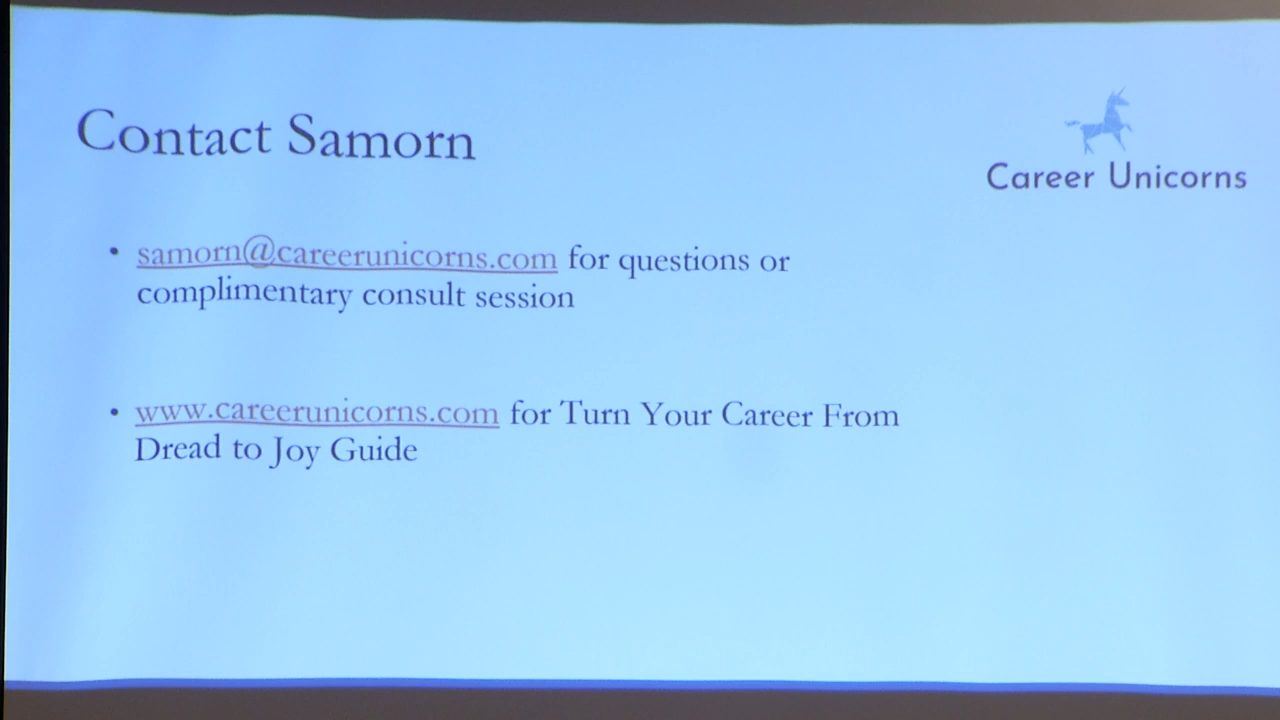 Contact Samorn
Career Unicorns
• samorn@careerunicorns.com for questions or
complimentary consult session
• www.careerunicorns.com for Turn Your Career From
Dread to Joy Guide